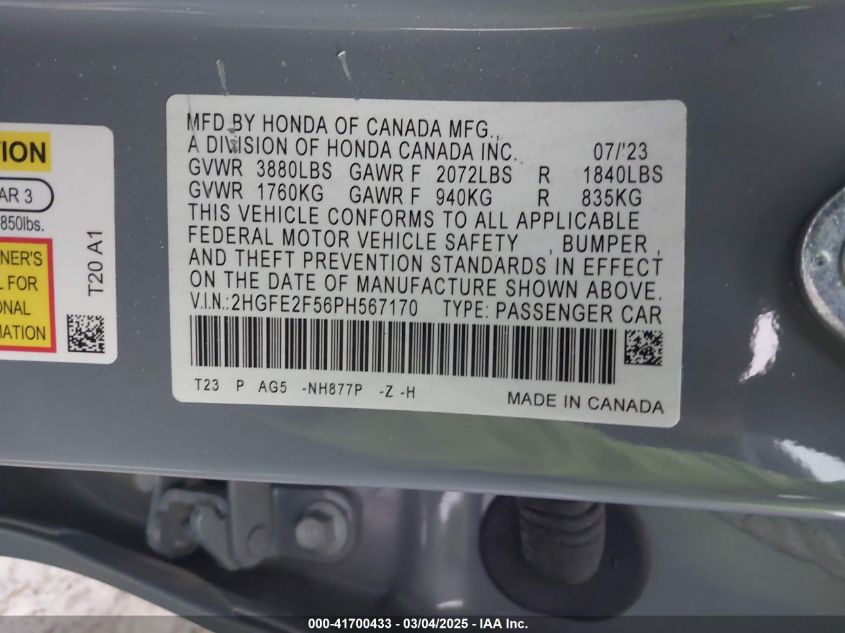 ION
AR 3
850lbs.
NER'S
L FOR
ONAL
MATION
T20 A1
MFD BY HONDA OF CANADA MFG.,
A DIVISION OF HONDA CANADA INC. 07/'23
GVWR 3880LBS GAWR F 2072LBS R 1840LBS
GVWR 1760KG GAWR F 940KG R 835KG
THIS VEHICLE CONFORMS TO ALL APPLICABLE
FEDERAL MOTOR VEHICLE SAFETY , BUMPER ,
AND THEFT PREVENTION STANDARDS IN EFFECT
ON THE DATE OF MANUFACTURE SHOWN ABOVE.
V.I.N.:2HGFE2F56PH567170 TYPE: PASSENGER CAR
T23 P AG5 -NH877P -Z -H
MADE IN CANADA
000-41700433 - 03/04/2025 - IAA Inc.